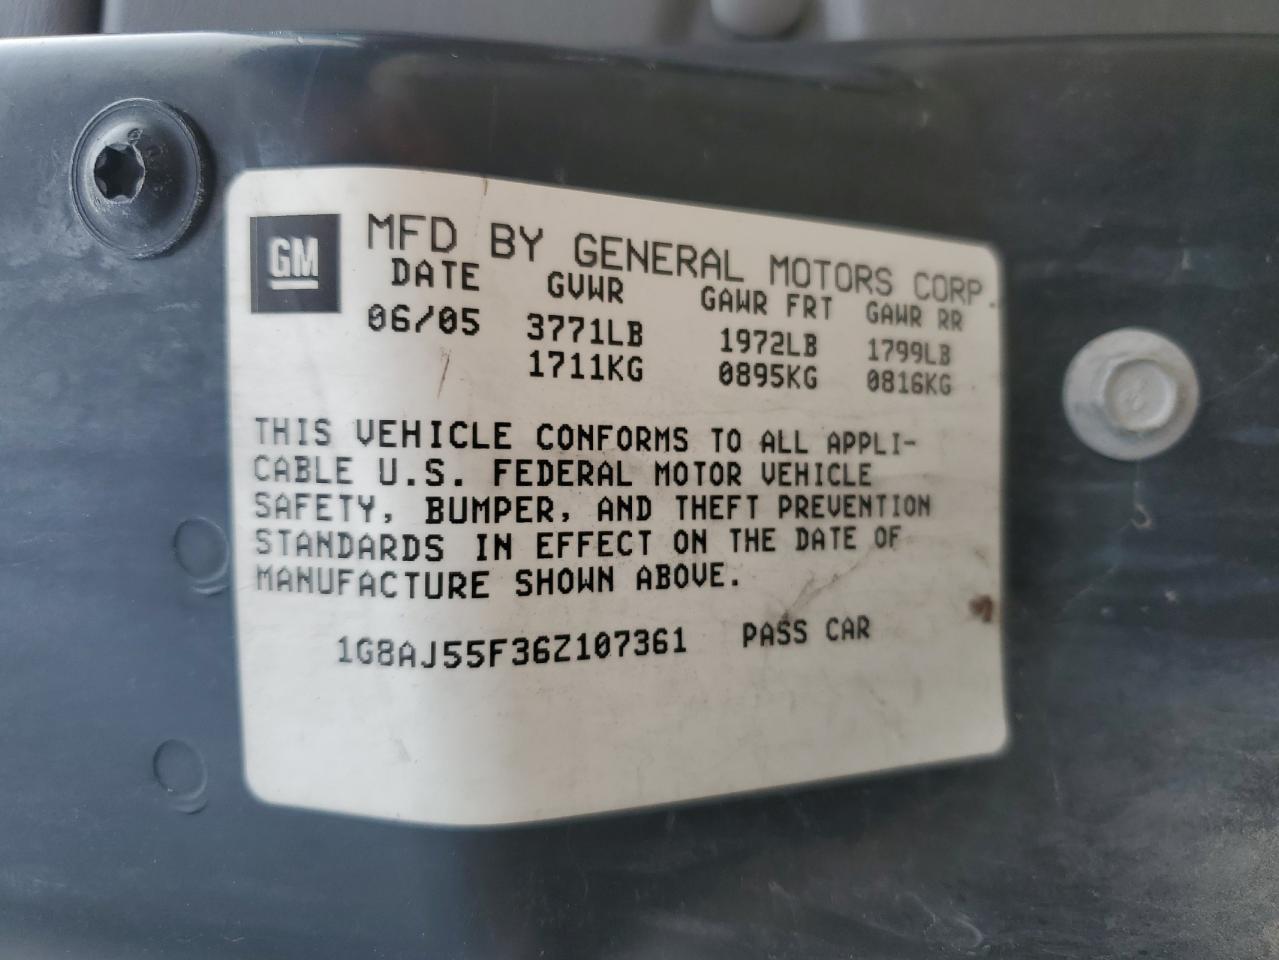 GM
MFD BY GENERAL MOTORS CORP.
DATE GVWR GAWR FRT GAWR RR
06/05 3771LB 1972LB 1799LB
1711KG 0895KG 0816KG
THIS VEHICLE CONFORMS TO ALL APPLI-
CABLE U.S. FEDERAL MOTOR VEHICLE
SAFETY, BUMPER, AND THEFT PREVENTION
STANDARDS IN EFFECT ON THE DATE OF
MANUFACTURE SHOWN ABOVE.
1G8AJ55F36Z107361 PASS CAR